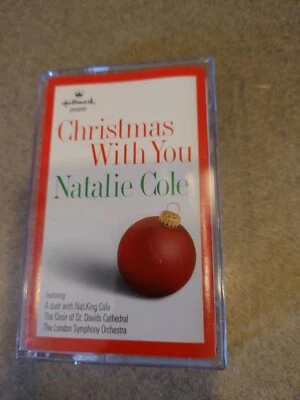 Hallmark
presents
Christmas
With You
Natalie Cole
featuring:
A duet with Nat King Cole
The Choir of St. Davids Cathedral
The London Symphony Orchestra